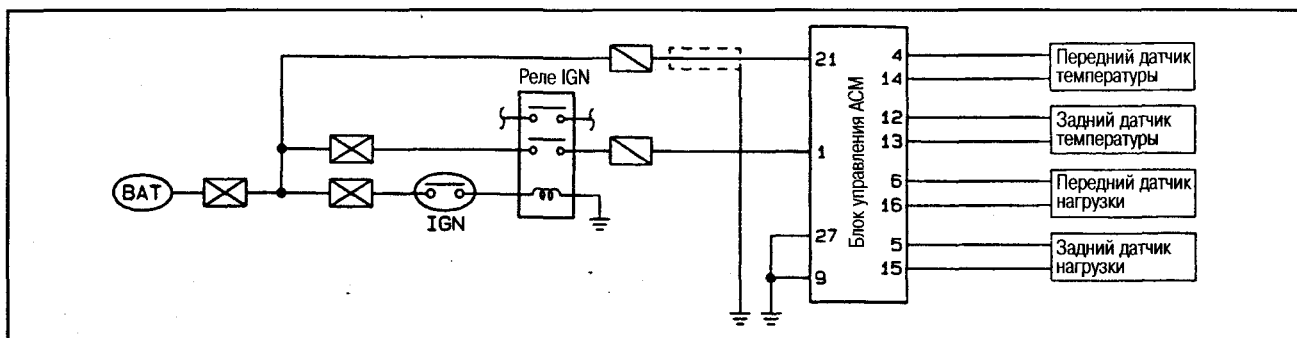 Реле IGN
BAT
IGN
Блок управления АСМ
21
1
27
9
4
14
12
13
6
16
5
15
Передний датчик
температуры
Задний датчик
температуры
Передний датчик
нагрузки
Задний датчик
нагрузки